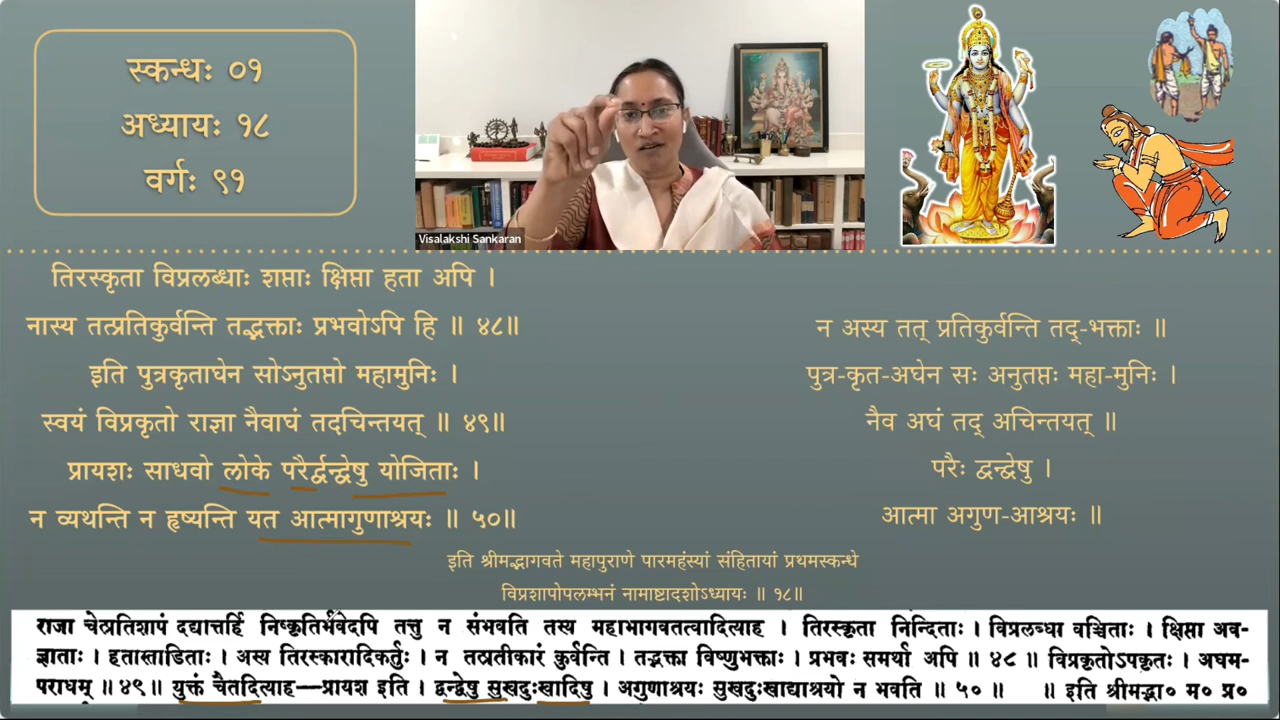 स्कन्धः ०१
अध्यायः १८
वर्गः ९१
Visalakshi Sankaran
तिरस्कृता विप्रलब्धाः शप्ताः क्षिप्ता हता अपि ।
नास्य तत्प्रतिकुर्वन्ति तद्भक्ताः प्रभवोऽपि हि ॥ ४८॥
इति पुत्रकृताघेन सोऽनुतप्तो महामुनिः ।
स्वयं विप्रकृतो राज्ञा नैवाघं तदचिन्तयत् ॥ ४९॥
प्रायशः साधवो लोके परैर्द्वन्द्वेषु योजिताः ।
न व्यथन्ति न हृष्यन्ति यत आत्मागुणाश्रयः ॥ ५०॥
न अस्य तत् प्रतिकुर्वन्ति तद्-भक्ताः ॥
पुत्र-कृत-अघेन सः अनुतप्तः महा-मुनिः ।
नैव अघं तद् अचिन्तयत् ॥
परैः द्वन्द्वेषु ।
आत्मा अगुण-आश्रयः ॥
इति श्रीमद्भागवते महापुराणे पारमहंस्यां संहितायां प्रथमस्कन्धे
विप्रशापोपलम्भनं नामाष्टादशोऽध्यायः ॥ १८॥
राजा चेत्प्रतिशापं दद्यात्तर्हि निष्कृतिर्भवेदपि तत्तु न संभवति तस्य महाभागवतत्वादित्याह । तिरस्कृता निन्दिताः । विप्रलब्धा वञ्चिताः । क्षिप्ता अव-
ज्ञाताः । हृतास्ताडिताः । अस्य तिरस्कारादिकर्तुः । न तत्प्रतीकारं कुर्वन्ति । तद्भक्ता विष्णुभक्ताः । प्रभवः समर्था अपि ॥ ४८ ॥ विप्रकृतोऽपकृतः । अघम-
पराधम् ॥ ४९॥ युक्तं चैतदित्याह—प्रायश इति । द्वन्द्वेषु सुखदुःखादिषु । अगुणाश्रयः सुखदुःखाद्याश्रयो न भवति ॥ ५० ॥ ॥ इति श्रीमद्भा० म० प्र०